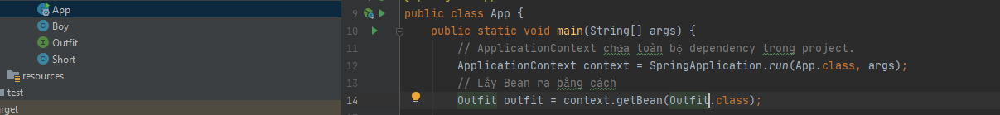 App
Boy
Outfit
Short
resources
test
rget
9 public class App {
10 public static void main(String[] args) {
11 // ApplicationContext chứa toàn bộ dependency trong project.
12 ApplicationContext context = SpringApplication.run(App.class, args);
13 // Lấy Bean ra bằng cách
14 Outfit outfit = context.getBean(Outfit.class);